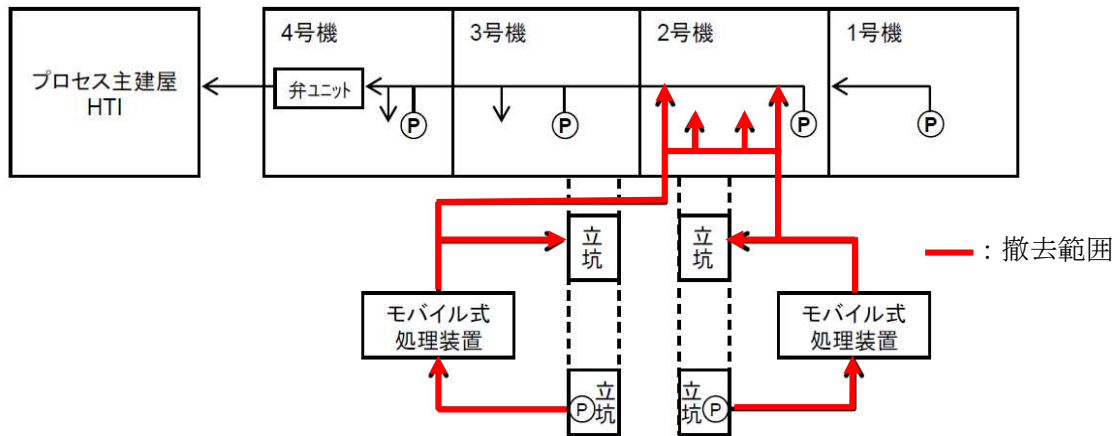 4号機
3号機
2号機
1号機
プロセス主建屋
HTI
弁ユニット
P
P
P
P
立
坑
立
坑
:撤去範囲
モバイル式
処理装置
モバイル式
処理装置
P
立
坑
立
坑
P